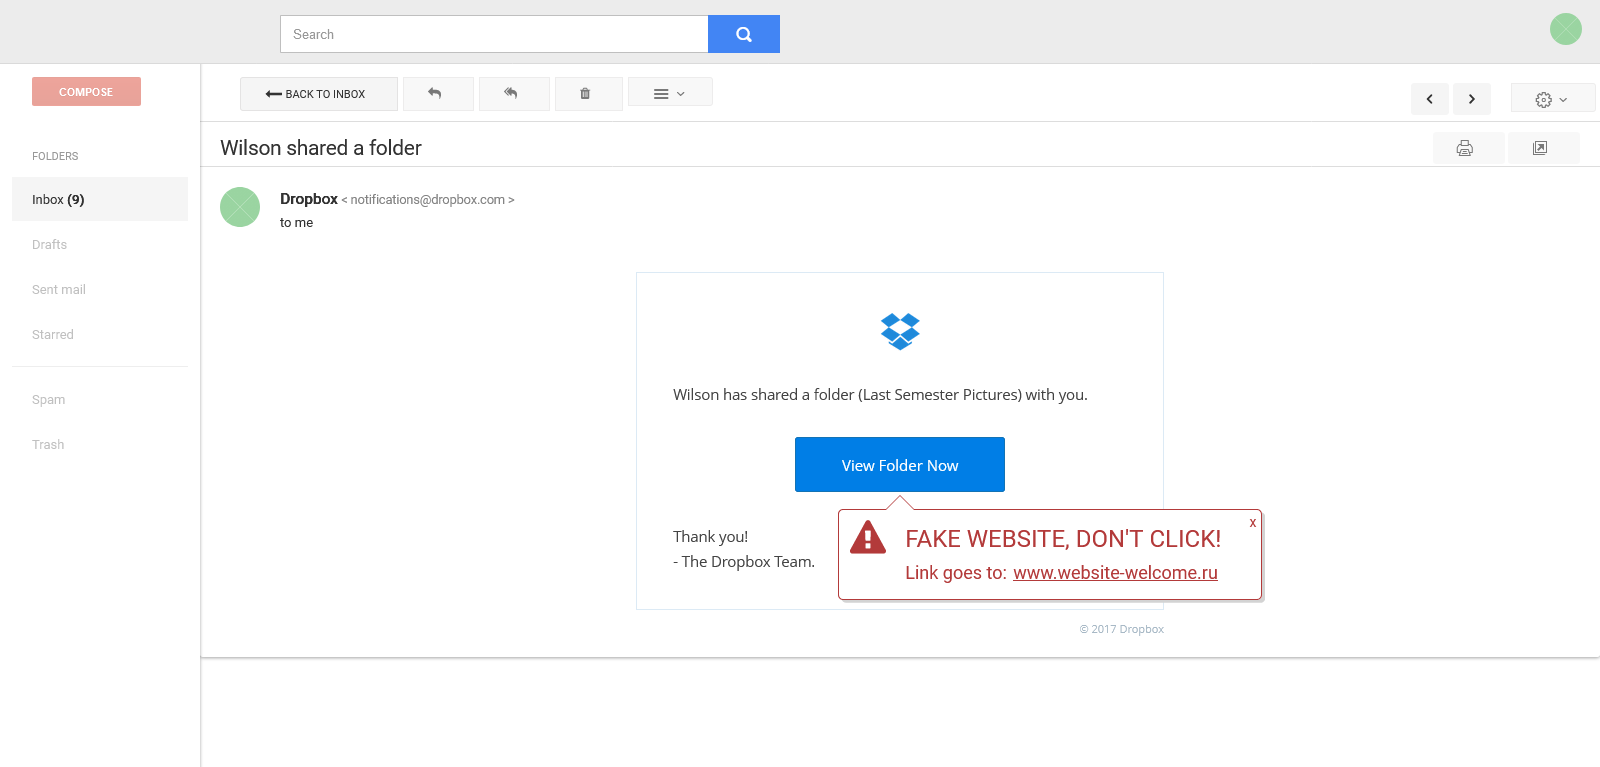 Search
COMPOSE
BACK TO INBOX
FOLDERS
Inbox (9)
Drafts
Sent mail
Starred
Spam
Trash
Wilson shared a folder
Dropbox < notifications@dropbox.com >
to me
Wilson has shared a folder (Last Semester Pictures) with you.
View Folder Now
Thank you!
- The Dropbox Team.
x
FAKE WEBSITE, DON'T CLICK!
Link goes to: www.website-welcome.ru
© 2017 Dropbox